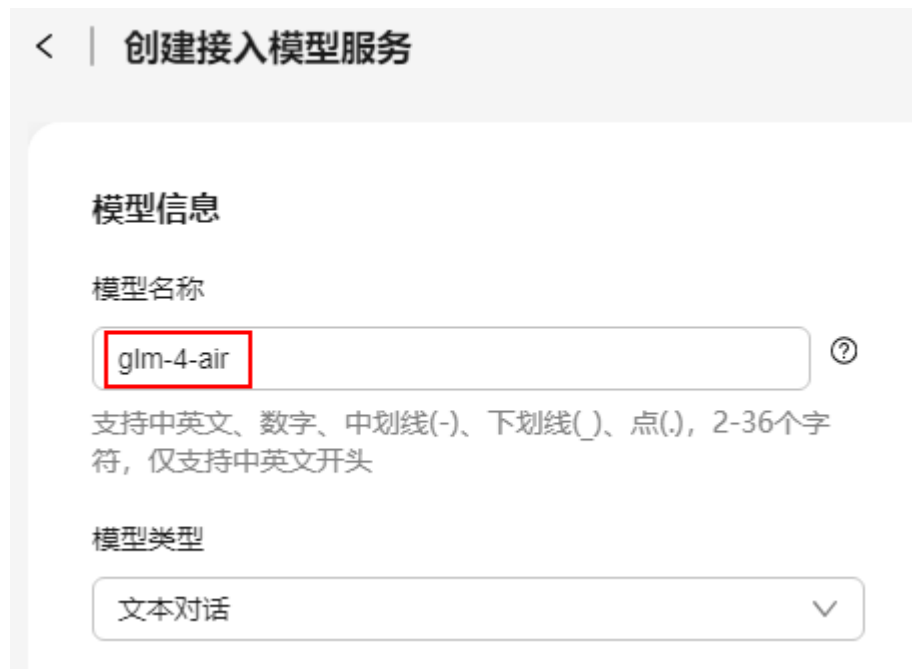 创建接入模型服务
模型信息
模型名称
glm-4-air
支持中英文、数字、中划线(-)、下划线(_)、点(.)，2-36个字
符，仅支持中英文开头
模型类型
文本对话